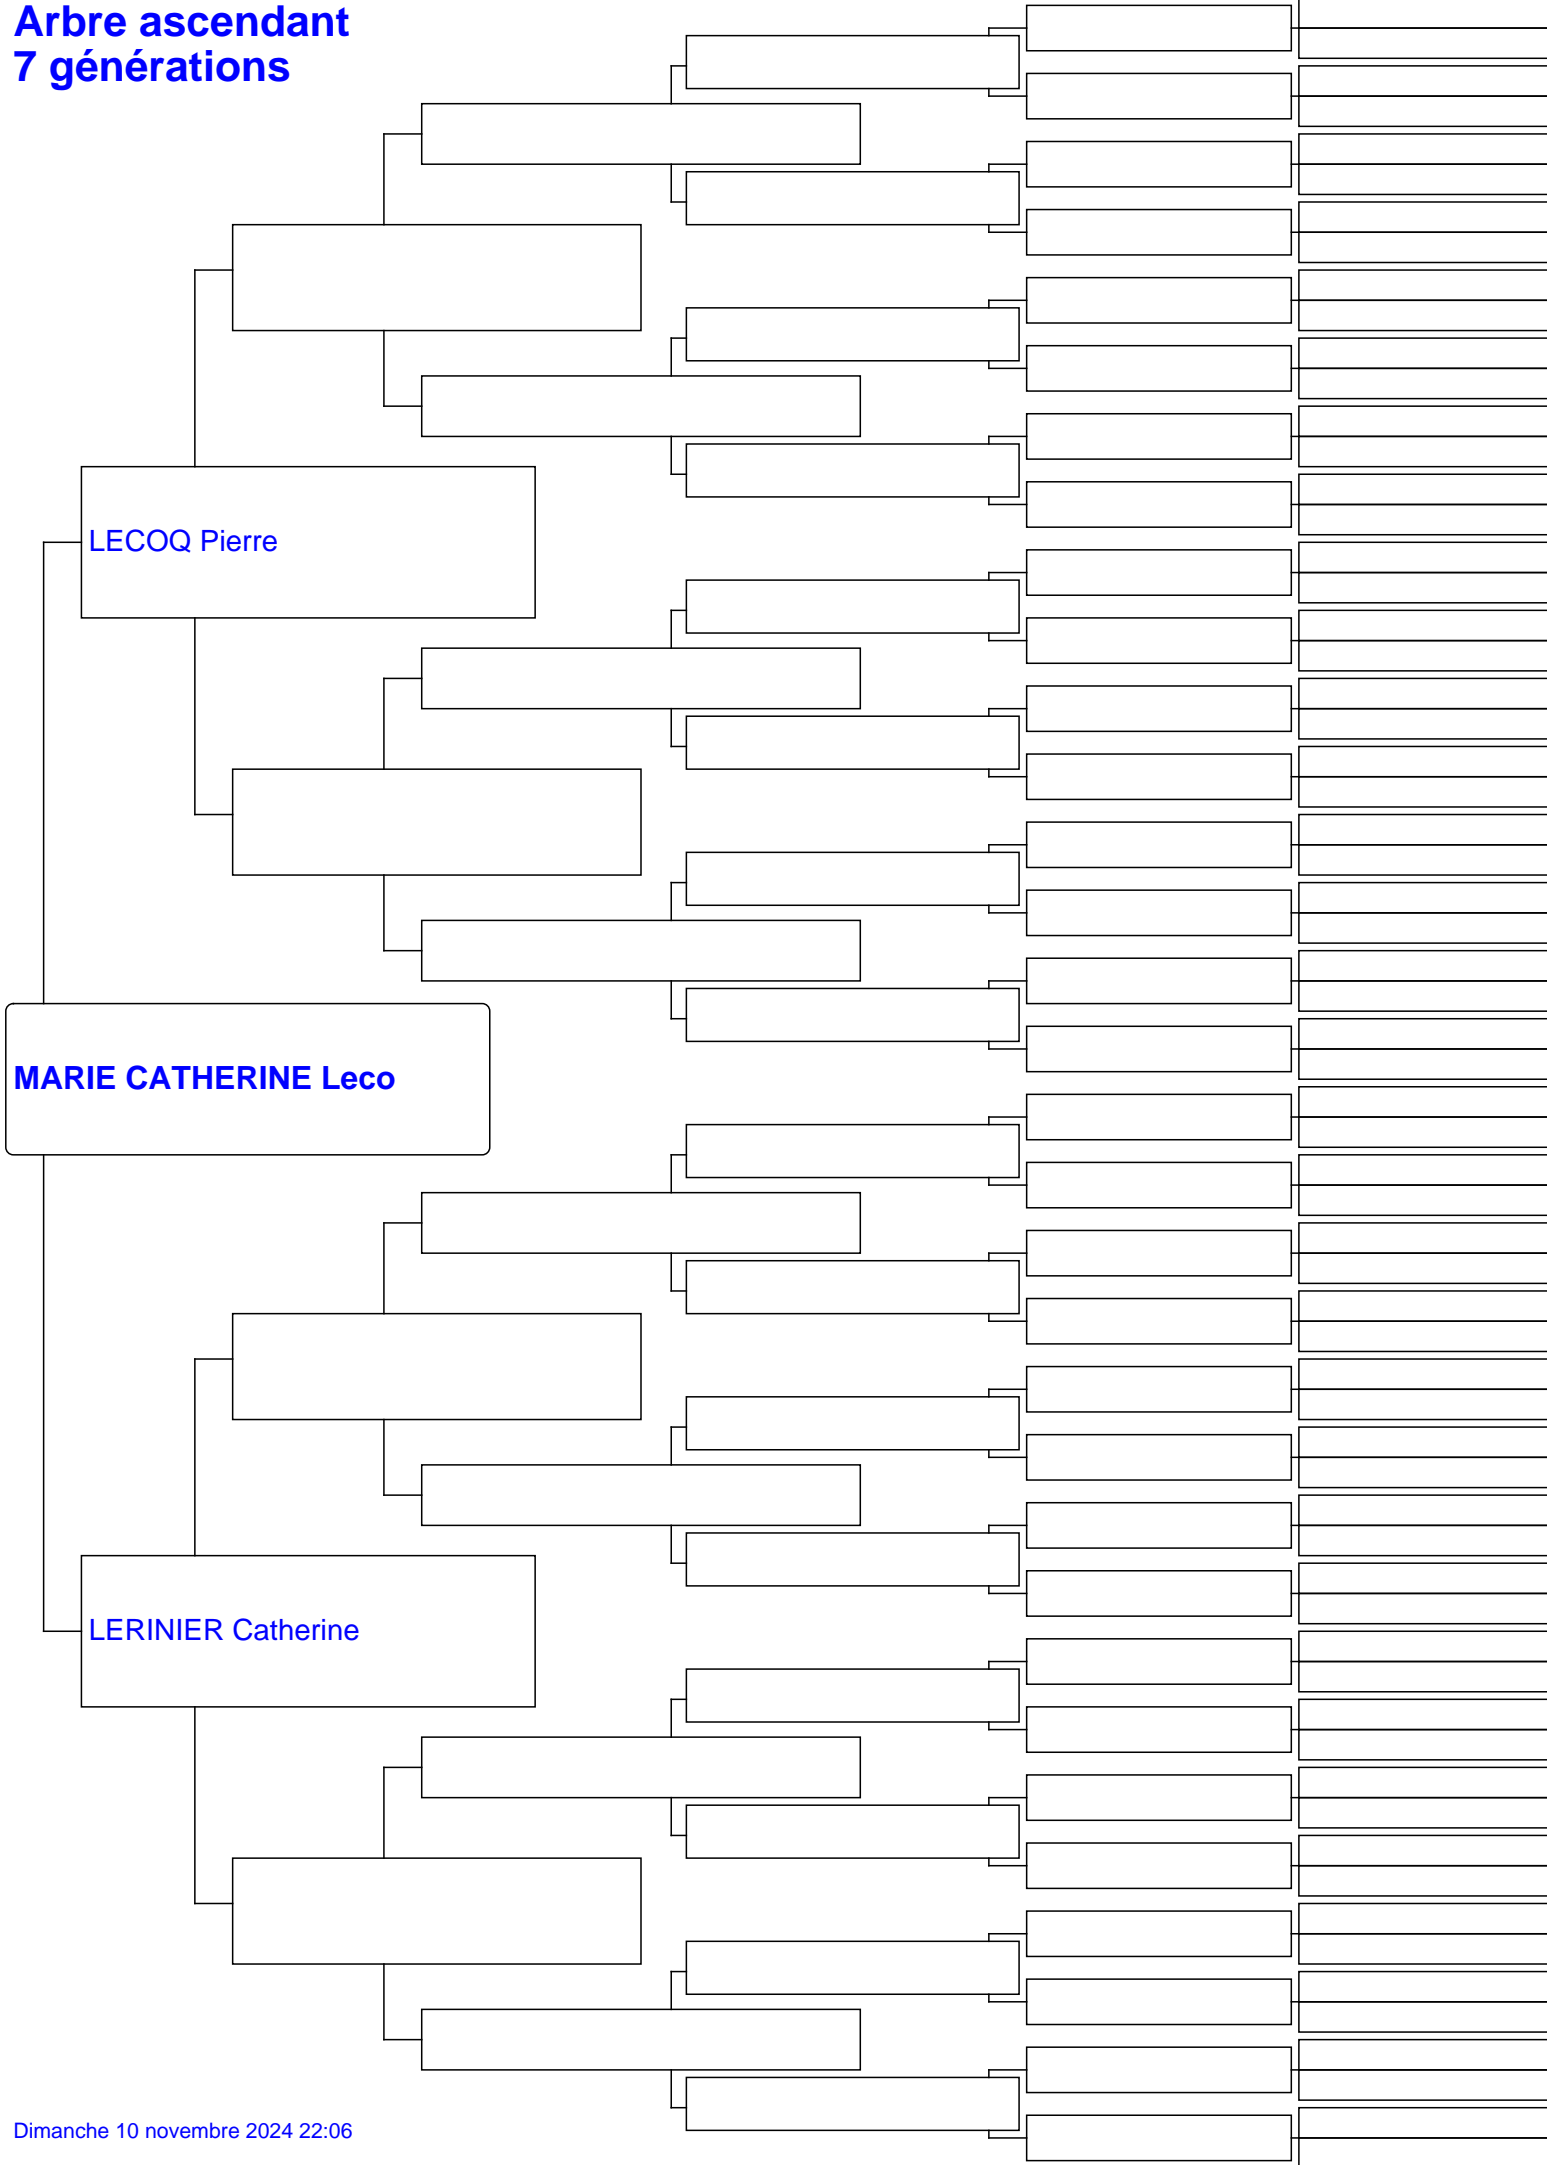 Arbre ascendant
7 générations
LECOQ Pierre
MARIE CATHERINE Leco
LERINIER Catherine
Dimanche 10 novembre 2024 22:06